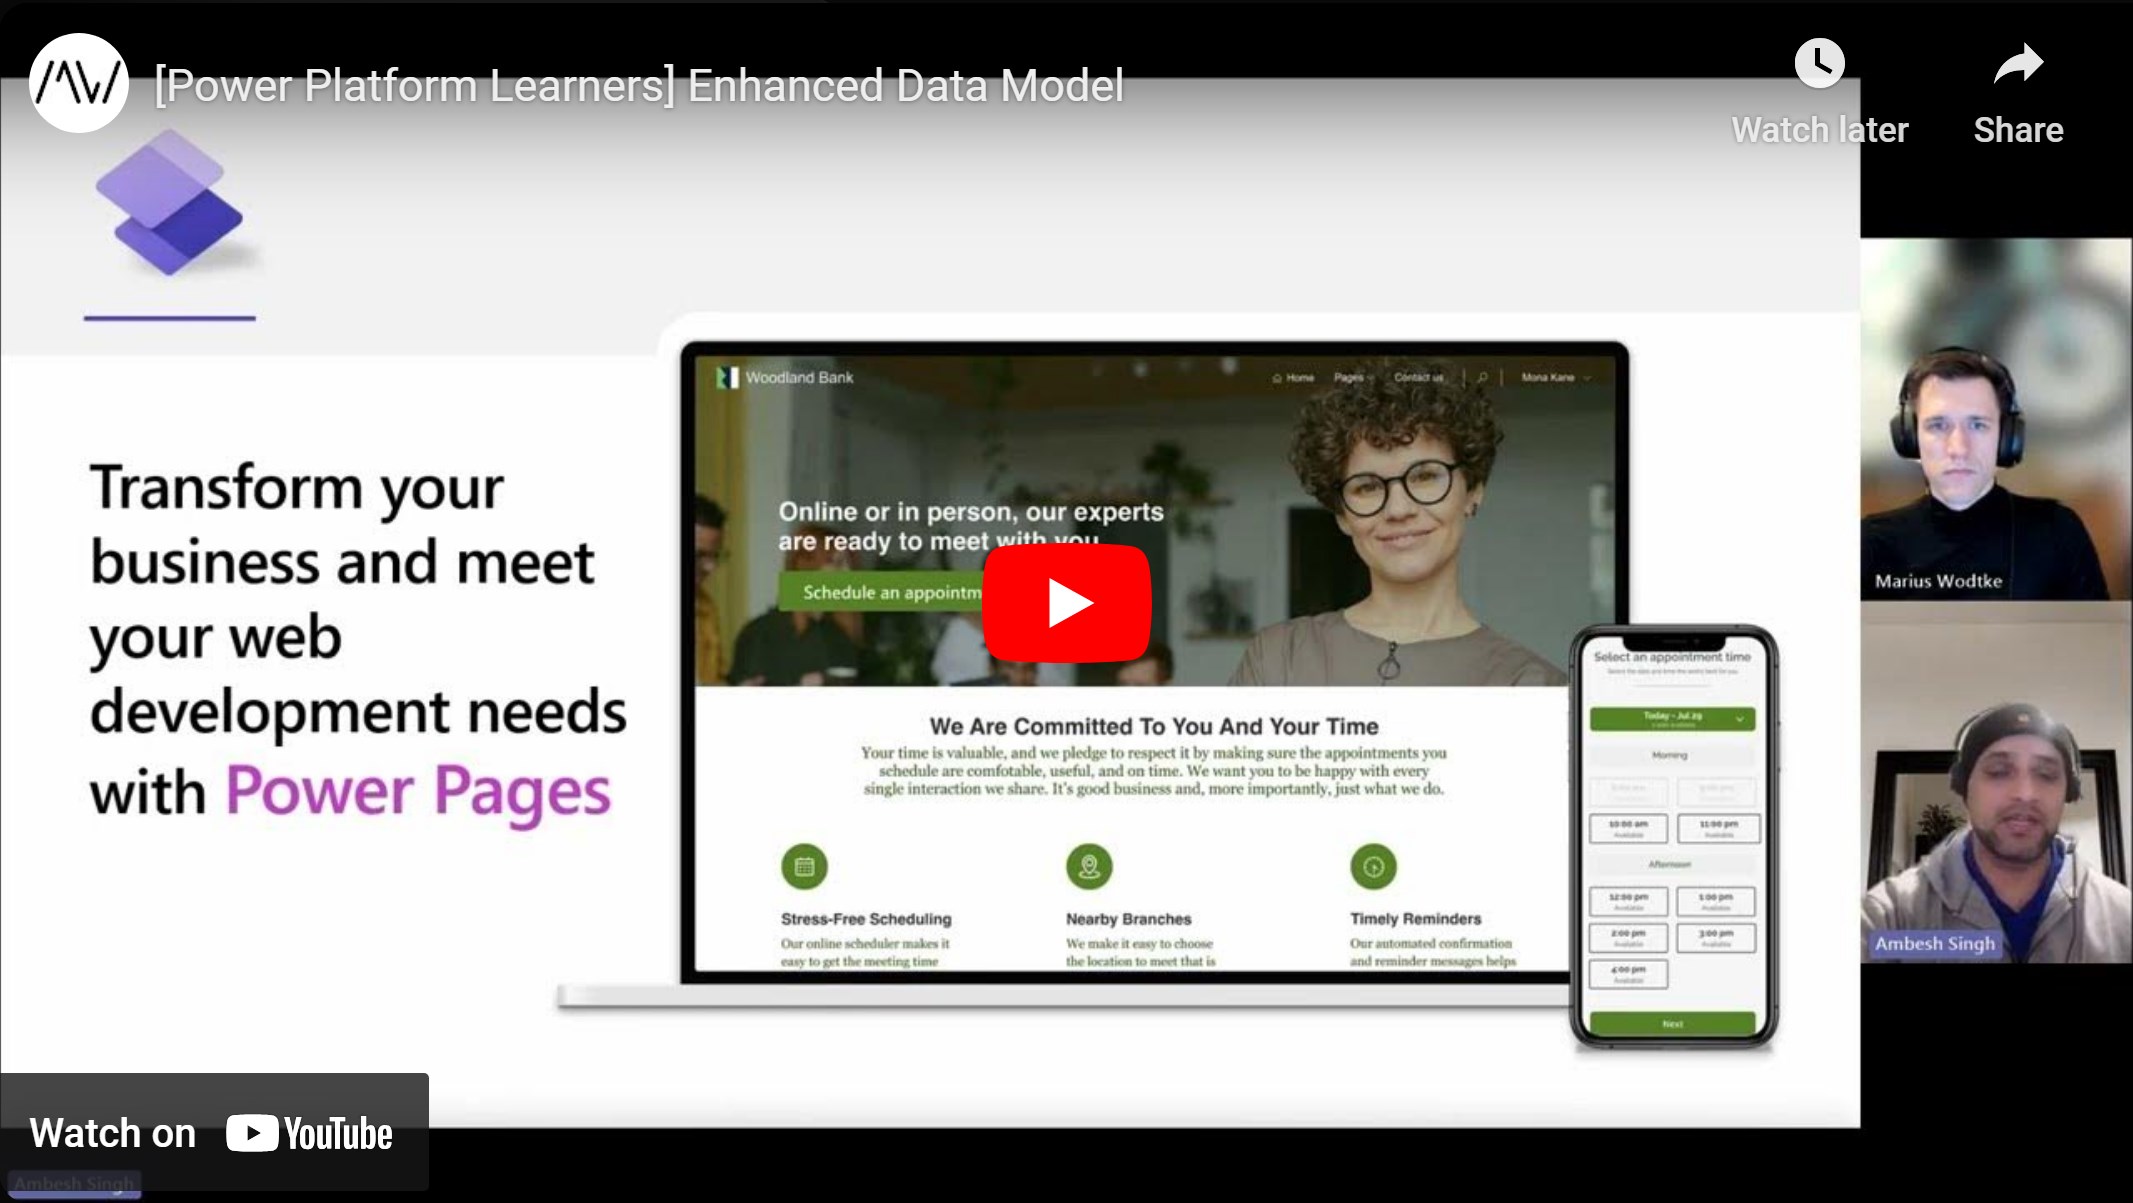 [Power Platform Learners] Enhanced Data Model
Watch later
Share
Transform your
business and meet
your web
development needs
with Power Pages
Woodland Bank
Home Pages Contact us Mona Kane
Online or in person, our experts
are ready to meet with you
Schedule an appointm
We Are Committed To You And Your Time
Your time is valuable, and we pledge to respect it by making sure the appointments you
schedule are comfotable, useful, and on time. We want you to be happy with every
single interaction we share. It's good business and, more importantly, just what we do.
Stress-Free Scheduling
Our online scheduler makes it
easy to get the meeting time
Nearby Branches
We make it easy to choose
the location to meet that is
Timely Reminders
Our automated confirmation
and reminder messages helps
Select an appointment time
Today - Jul 29
Morning
10:00 am 11:00 pm
Available Available
Afternoon
12:00 pm 1:00 pm
Available Available
2:00 pm 3:00 pm
Available Available
4:00 pm
Available
Next
Marius Wodtke
Ambesh Singh
Watch on YouTube
Ambesh Singh